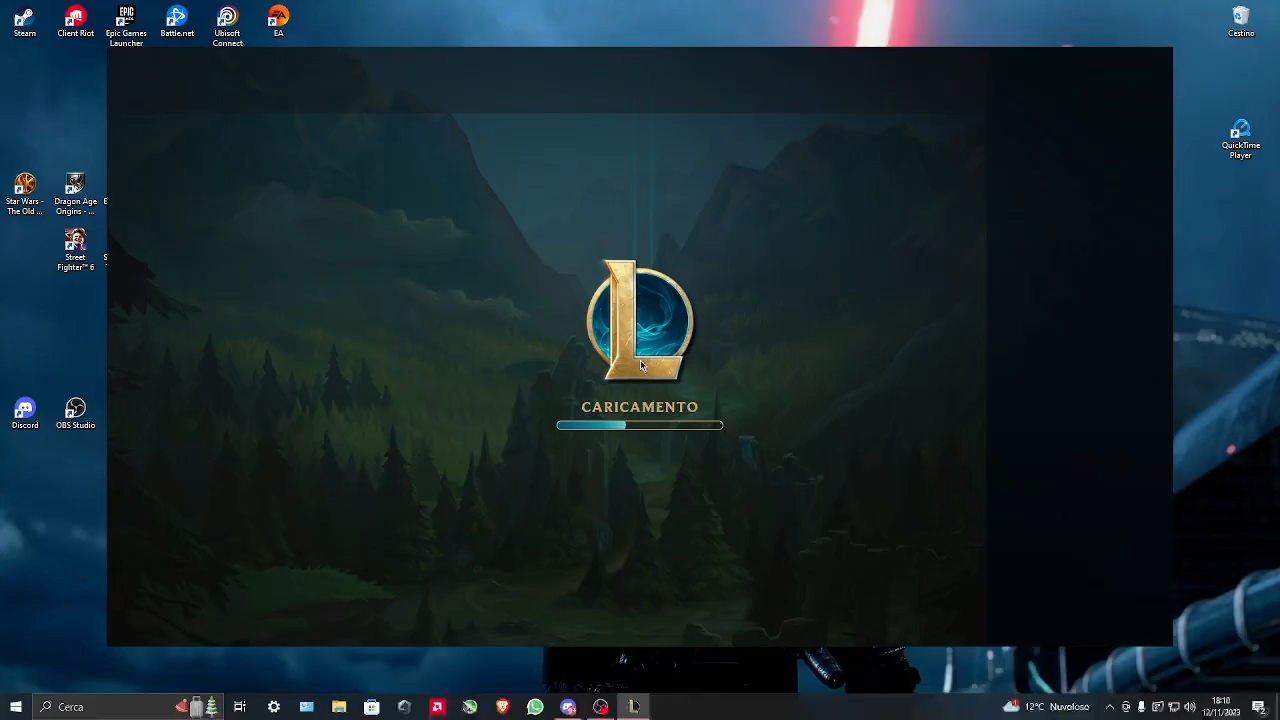 Steam
Client Riot
Epic Games
Launcher
Battle.net
Ubisoft
Connect
EA
Cestino
QuickTime
Player
Star Wars -
The Old ...
Dragon Age
Origins - ...
Street
Fighter™ 6
CARICAMENTO
Discord
OBS Studio
Cerca
12°C Nuvoloso
18:10
12/11/2023